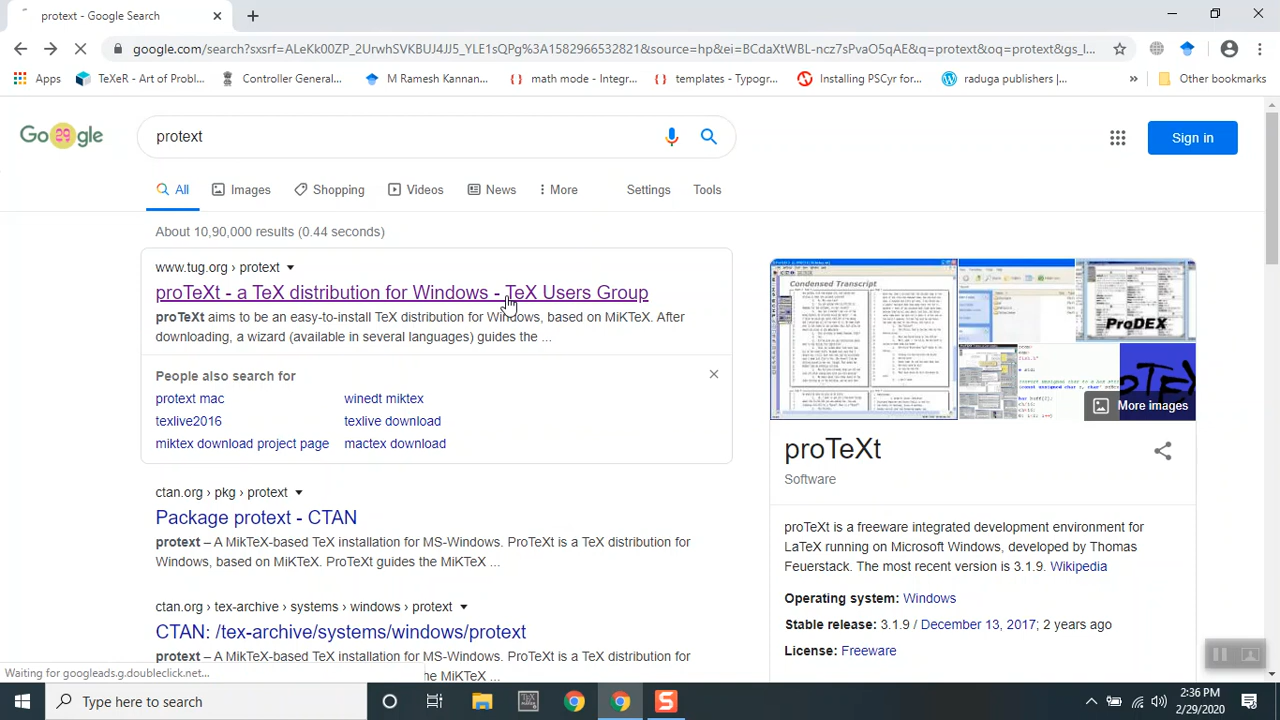 protext - Google Search
google.com/search?sxsrf=ALeKk00ZP_2UrwhSVKBUJ4J5_YLE1sQPg%3A1582966532821&source=hp&ei=BCdaXtWBL-ncz7sPvaO5qAE&q=protext&oq=protext&gs_l...
Apps TeXeR - Art of Probl... Controller General... M Ramesh Kannan... math mode - Integr... templates - Typogr... Installing PSCyr for... raduga publishers |... » Other bookmarks
Google 29
protext
Sign in
All Images Shopping Videos News More Settings Tools
About 10,90,000 results (0.44 seconds)
www.tug.org › protext
proTeXt - a TeX distribution for Windows - TeX Users Group
proTeXt aims to be an easy-to-install TeX distribution for Windows, based on MiKTeX. After
downloading, a wizard (available in several languages) guides the ...
People also search for
protext mac
texlive2016 texlive download
miktex download project page mactex download
ctan.org › pkg › protext
Package protext - CTAN
protext – A MikTeX-based TeX installation for MS-Windows. ProTeXt is a TeX distribution for
Windows, based on MiKTeX. ProTeXt guides the MiKTeX ...
ctan.org › tex-archive › systems › windows › protext
CTAN: /tex-archive/systems/windows/protext
protext – A MikTeX-based TeX installation for MS-Windows. ProTeXt is a TeX distribution for
the MiKTeX ...
Condensed Transcript
ProDEX
More images
proTeXt
Software
proTeXt is a freeware integrated development environment for
LaTeX running on Microsoft Windows, developed by Thomas
Feuerstack. The most recent version is 3.1.9. Wikipedia
Operating system: Windows
Stable release: 3.1.9 / December 13, 2017; 2 years ago
License: Freeware
Waiting for googleads.g.doubleclick.net...
Type here to search
2:36 PM
2/29/2020